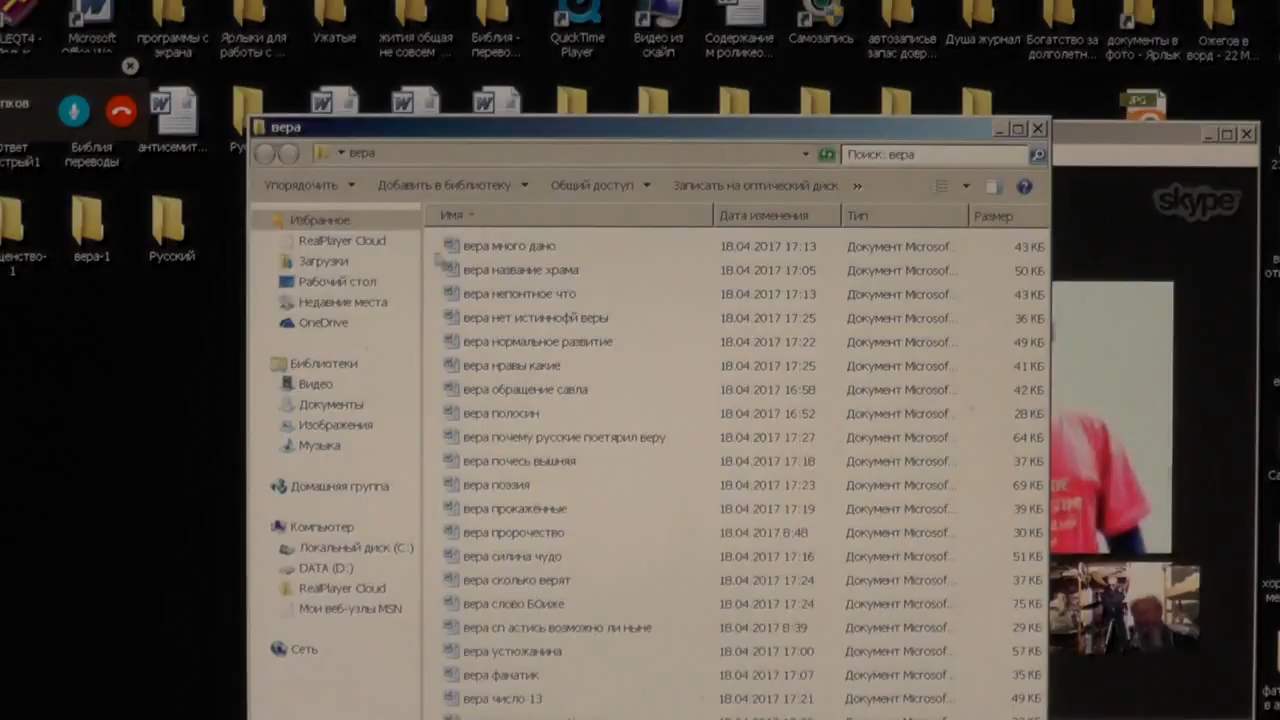 Microsoft
программы с экрана
Ярлыки для работы с ...
Ужатые
жития общая не совсем ...
Библия - перево...
QuickTime Player
Видео из скайп
Содержание м роликео...
Самозапись
автозаписьв запас довр...
Душа журнал
Богатство за долголетн...
документы в фото - Ярлык
Ожегов в ворд - 22 М...
Библия переводы
антисемит...
JPG
вера-1
Русский
вера
вера
Поиск: вера
Упорядочить
Добавить в библиотеку
Общий доступ
Записать на оптический диск
»
Имя
Дата изменения
Тип
Размер
Избранное
RealPlayer Cloud
Загрузки
Рабочий стол
Недавние места
OneDrive
Библиотеки
Видео
Документы
Изображения
Музыка
Домашняя группа
Компьютер
Локальный диск (C:)
DATA (D:)
RealPlayer Cloud
Мои веб-узлы MSN
Сеть
вера много дано 18.04.2017 17:13 Документ Microsof... 43 КБ
вера название храма 18.04.2017 17:05 Документ Microsof... 50 КБ
вера непонтное что 18.04.2017 17:13 Документ Microsof... 43 КБ
вера нет истиннофй веры 18.04.2017 17:25 Документ Microsof... 36 КБ
вера нормальное развитие 18.04.2017 17:22 Документ Microsof... 49 КБ
вера нравы какие 18.04.2017 17:25 Документ Microsof... 41 КБ
вера обращение савла 18.04.2017 16:58 Документ Microsof... 42 КБ
вера полосин 18.04.2017 16:52 Документ Microsof... 28 КБ
вера почему русские поетярил веру 18.04.2017 17:27 Документ Microsof... 64 КБ
вера почесь вышняя 18.04.2017 17:18 Документ Microsof... 37 КБ
вера поэзия 18.04.2017 17:23 Документ Microsof... 69 КБ
вера прокаженные 18.04.2017 17:19 Документ Microsof... 39 КБ
вера пророчество 18.04.2017 8:48 Документ Microsof... 30 КБ
вера силина чудо 18.04.2017 17:16 Документ Microsof... 51 КБ
вера сколько верят 18.04.2017 17:24 Документ Microsof... 37 КБ
вера слово БОиже 18.04.2017 17:24 Документ Microsof... 75 КБ
вера сп астись возможно ли ныне 18.04.2017 8:39 Документ Microsof... 29 КБ
вера устюжанина 18.04.2017 17:00 Документ Microsof... 57 КБ
вера фанатик 18.04.2017 17:07 Документ Microsof... 35 КБ
вера число 13 18.04.2017 17:21 Документ Microsof... 49 КБ
skype